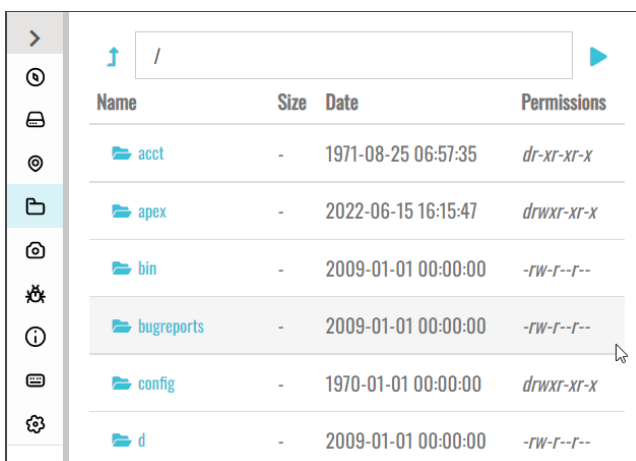 /
Name Size Date Permissions
acct - 1971-08-25 06:57:35 dr-xr-xr-x
apex - 2022-06-15 16:15:47 drwxr-xr-x
bin - 2009-01-01 00:00:00 -rw-r--r--
bugreports - 2009-01-01 00:00:00 -rw-r--r--
config - 1970-01-01 00:00:00 drwxr-xr-x
d - 2009-01-01 00:00:00 -rw-r--r--